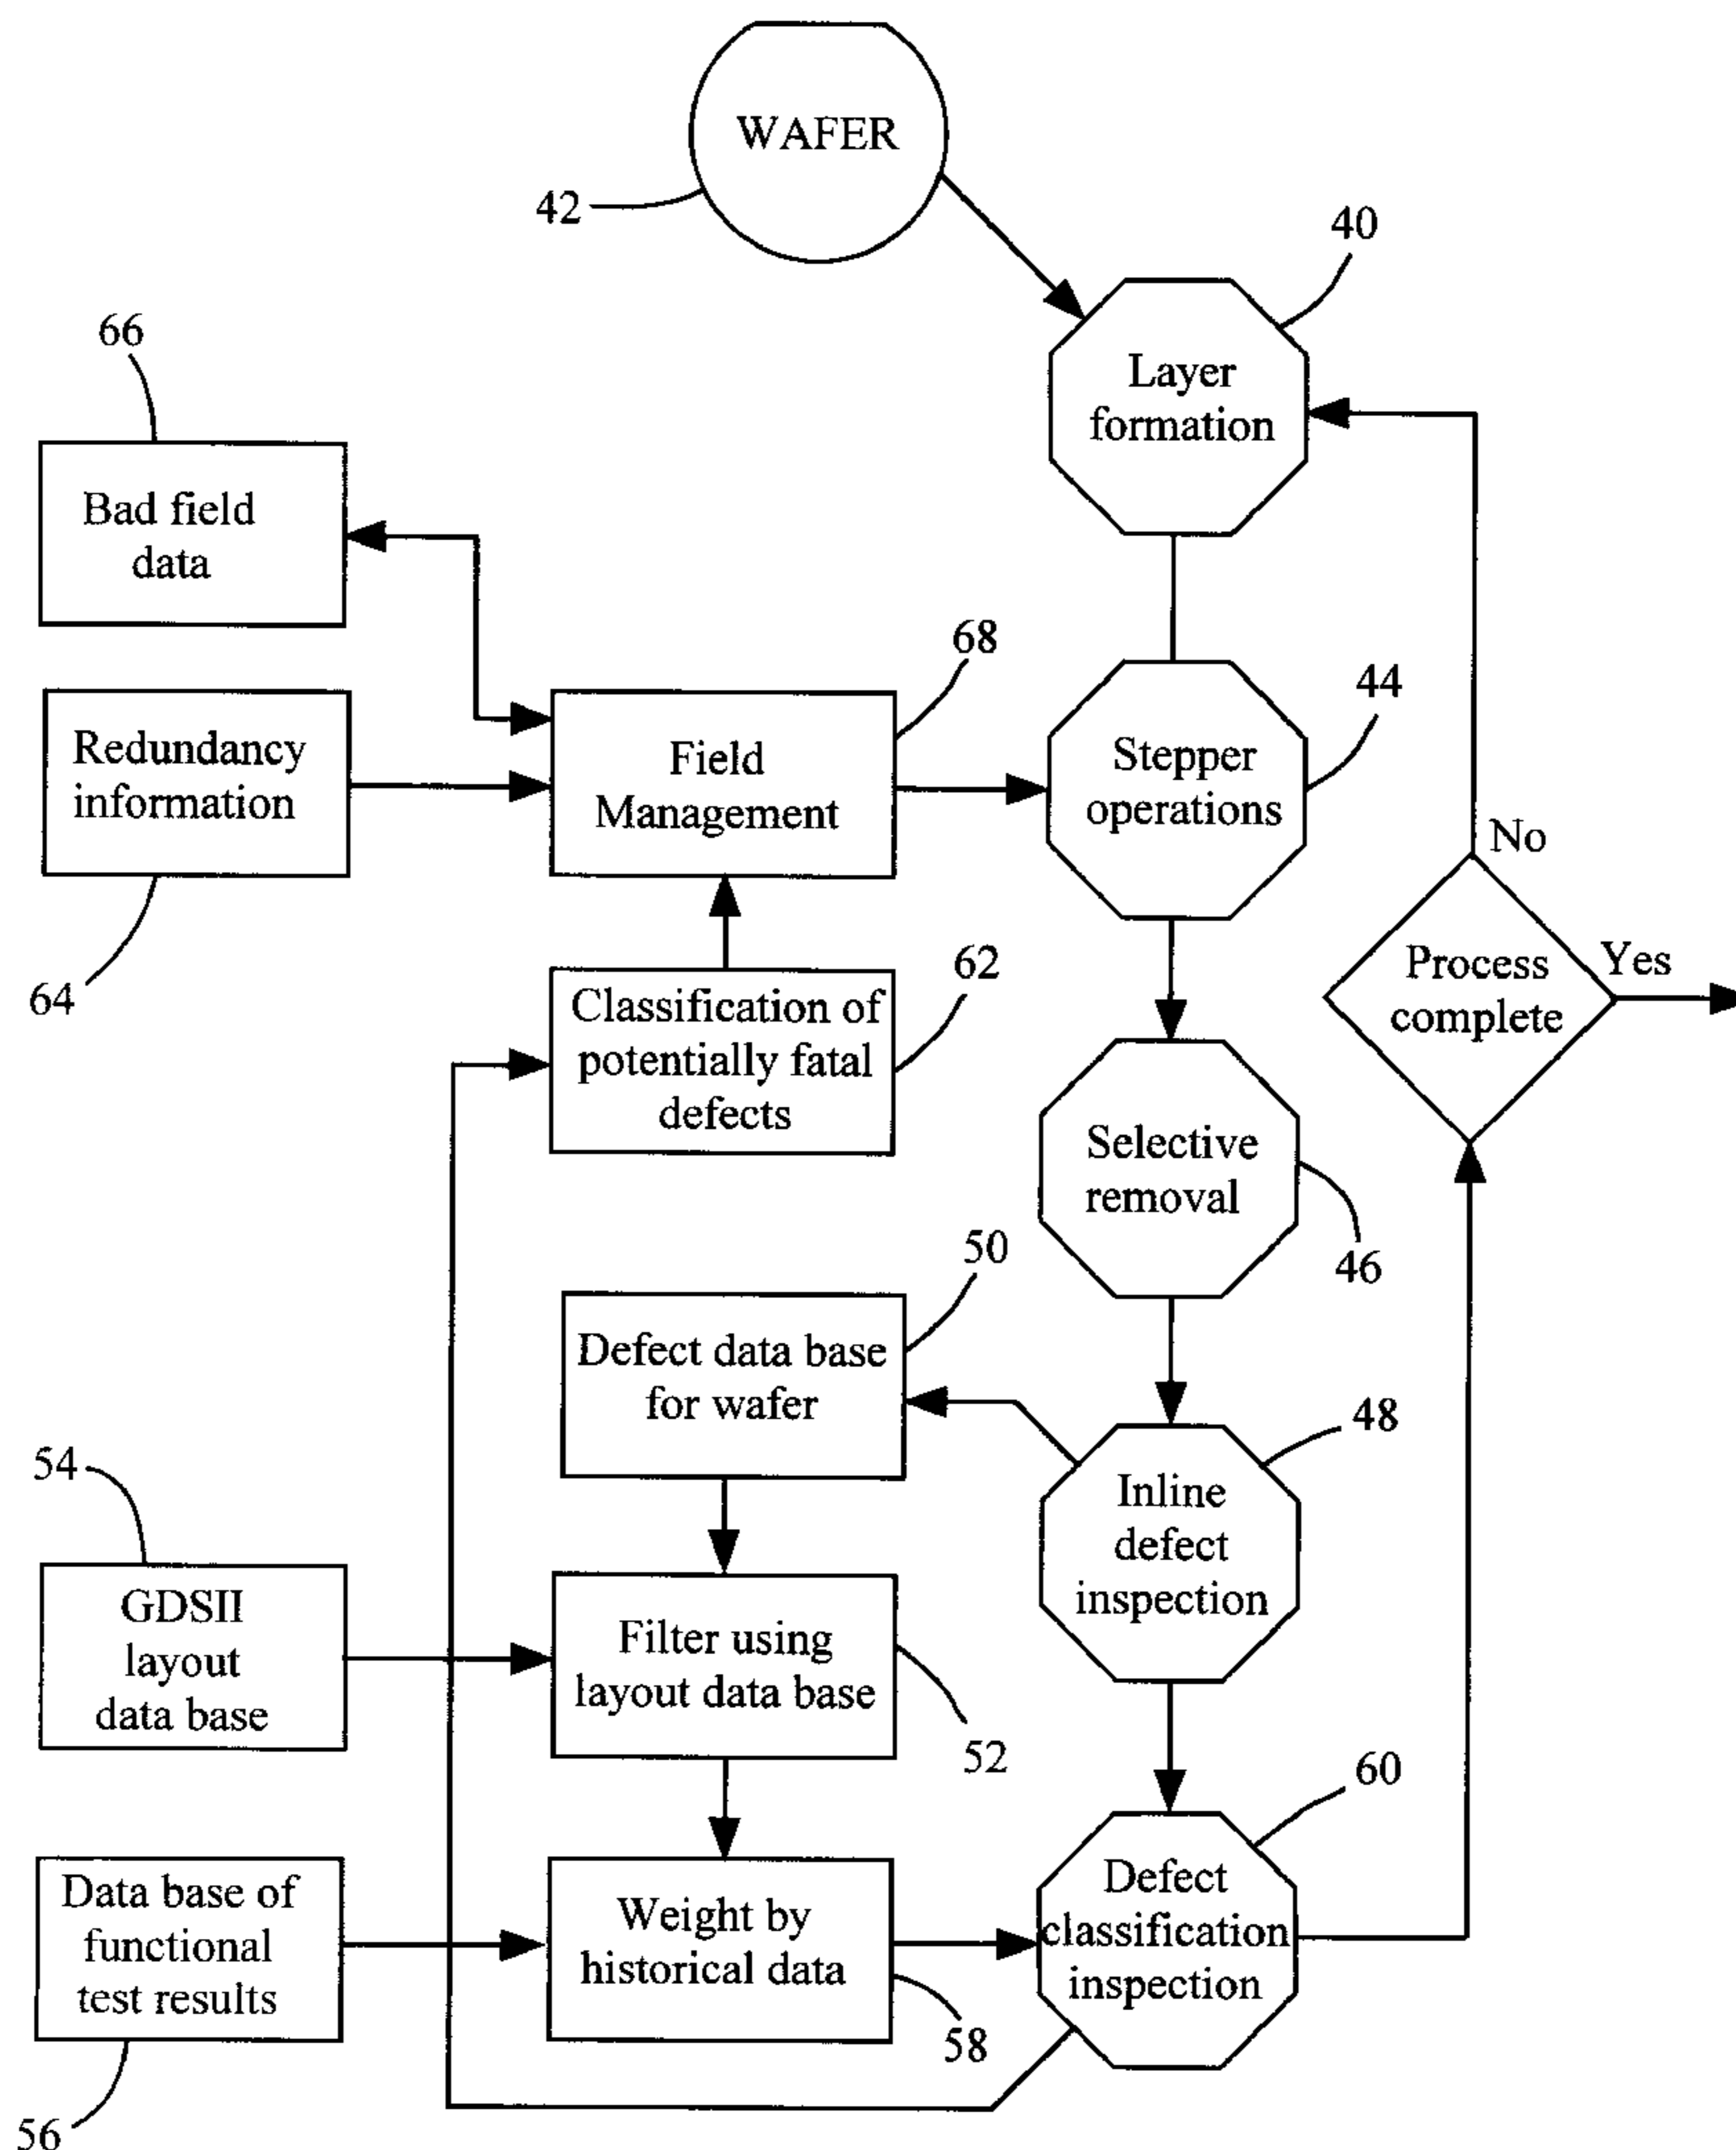 WAFER
42
40
Layer
formation
66
Bad field
data
68
44
Redundancy
information
Field
Management
Stepper
operations
No
64
62
Classification of
potentially fatal
defects
Process
complete
Yes
Selective
removal
46
50
Defect data base
for wafer
48
54
Inline
defect
inspection
GDSII
layout
data base
Filter using
layout data base
52
60
Data base of
functional
test results
Weight by
historical data
Defect
classification
inspection
58
56